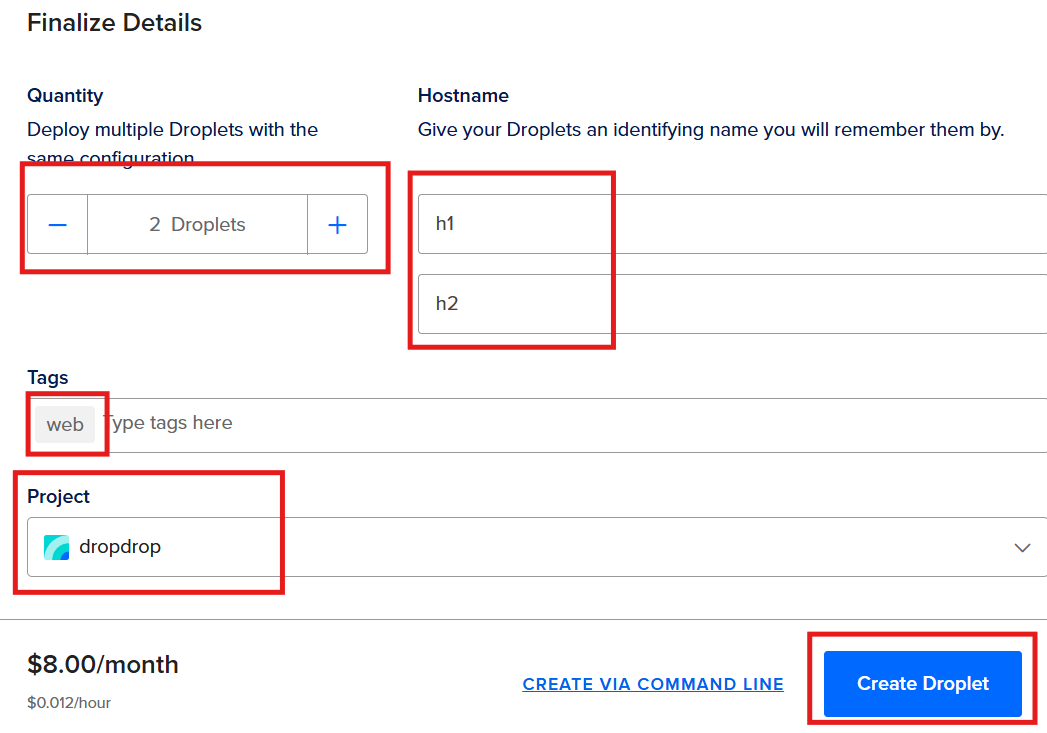 Finalize Details
Quantity
Deploy multiple Droplets with the
same configuration
2 Droplets
Hostname
Give your Droplets an identifying name you will remember them by.
h1
h2
Tags
web
Type tags here
Project
dropdrop
$8.00/month
$0.012/hour
CREATE VIA COMMAND LINE
Create Droplet